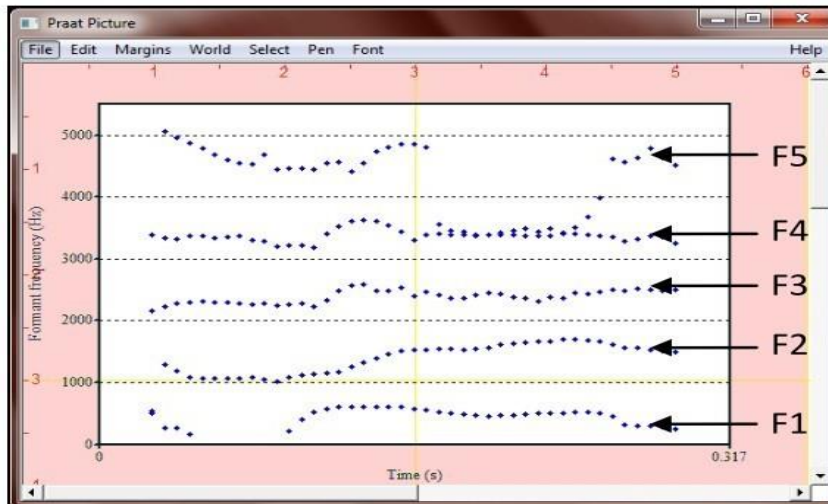 Praat Picture
File Edit Margins World Select Pen Font Help
1 2 3 4 5 6
5000
F5
1
4000
F4
3000
F3
2000
F2
3
1000
F1
0
0 0.317
Time (s)
Formant frequency (Hz)